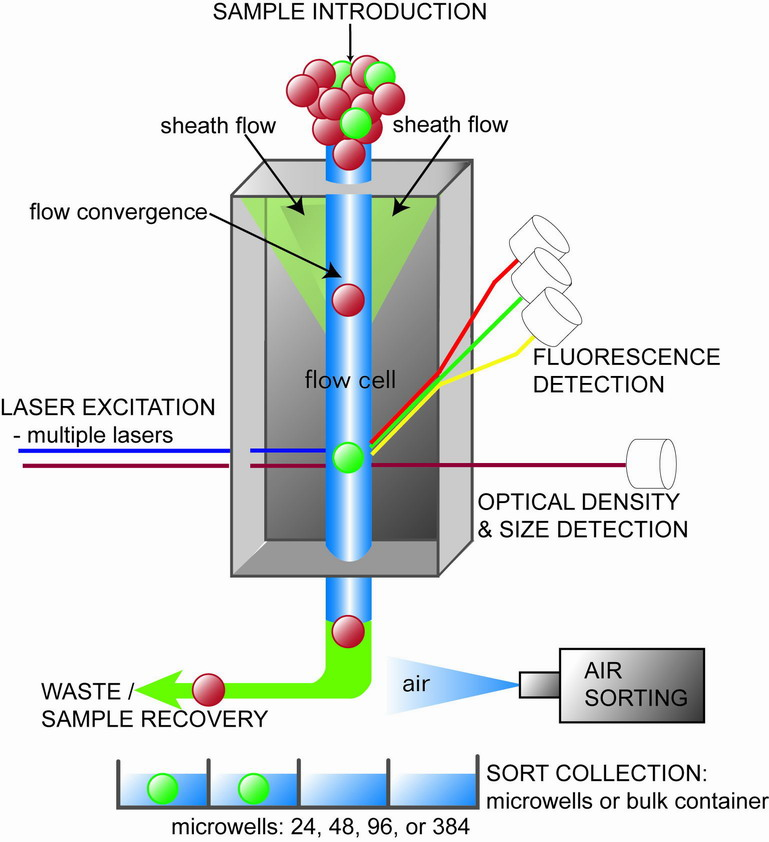 SAMPLE INTRODUCTION
sheath flow
sheath flow
flow convergence
flow cell
FLUORESCENCE
DETECTION
LASER EXCITATION
- multiple lasers
OPTICAL DENSITY
& SIZE DETECTION
air
AIR
SORTING
WASTE /
SAMPLE RECOVERY
SORT COLLECTION:
microwells or bulk container
microwells: 24, 48, 96, or 384